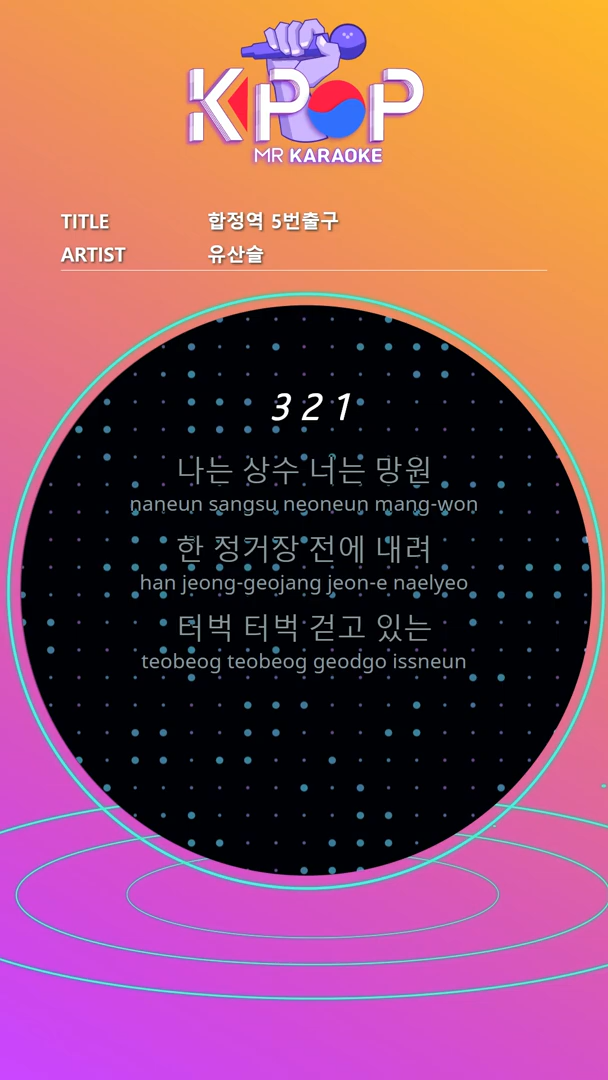 KPOP
MR KARAOKE
TITLE 합정역 5번출구
ARTIST 유산슬
3 2 1
나는 상수 너는 망원
naneun sangsu neoneun mang-won
한 정거장 전에 내려
han jeong-geojang jeon-e naelyeo
터벅 터벅 걷고 있는
teobeog teobeog geodgo issneun